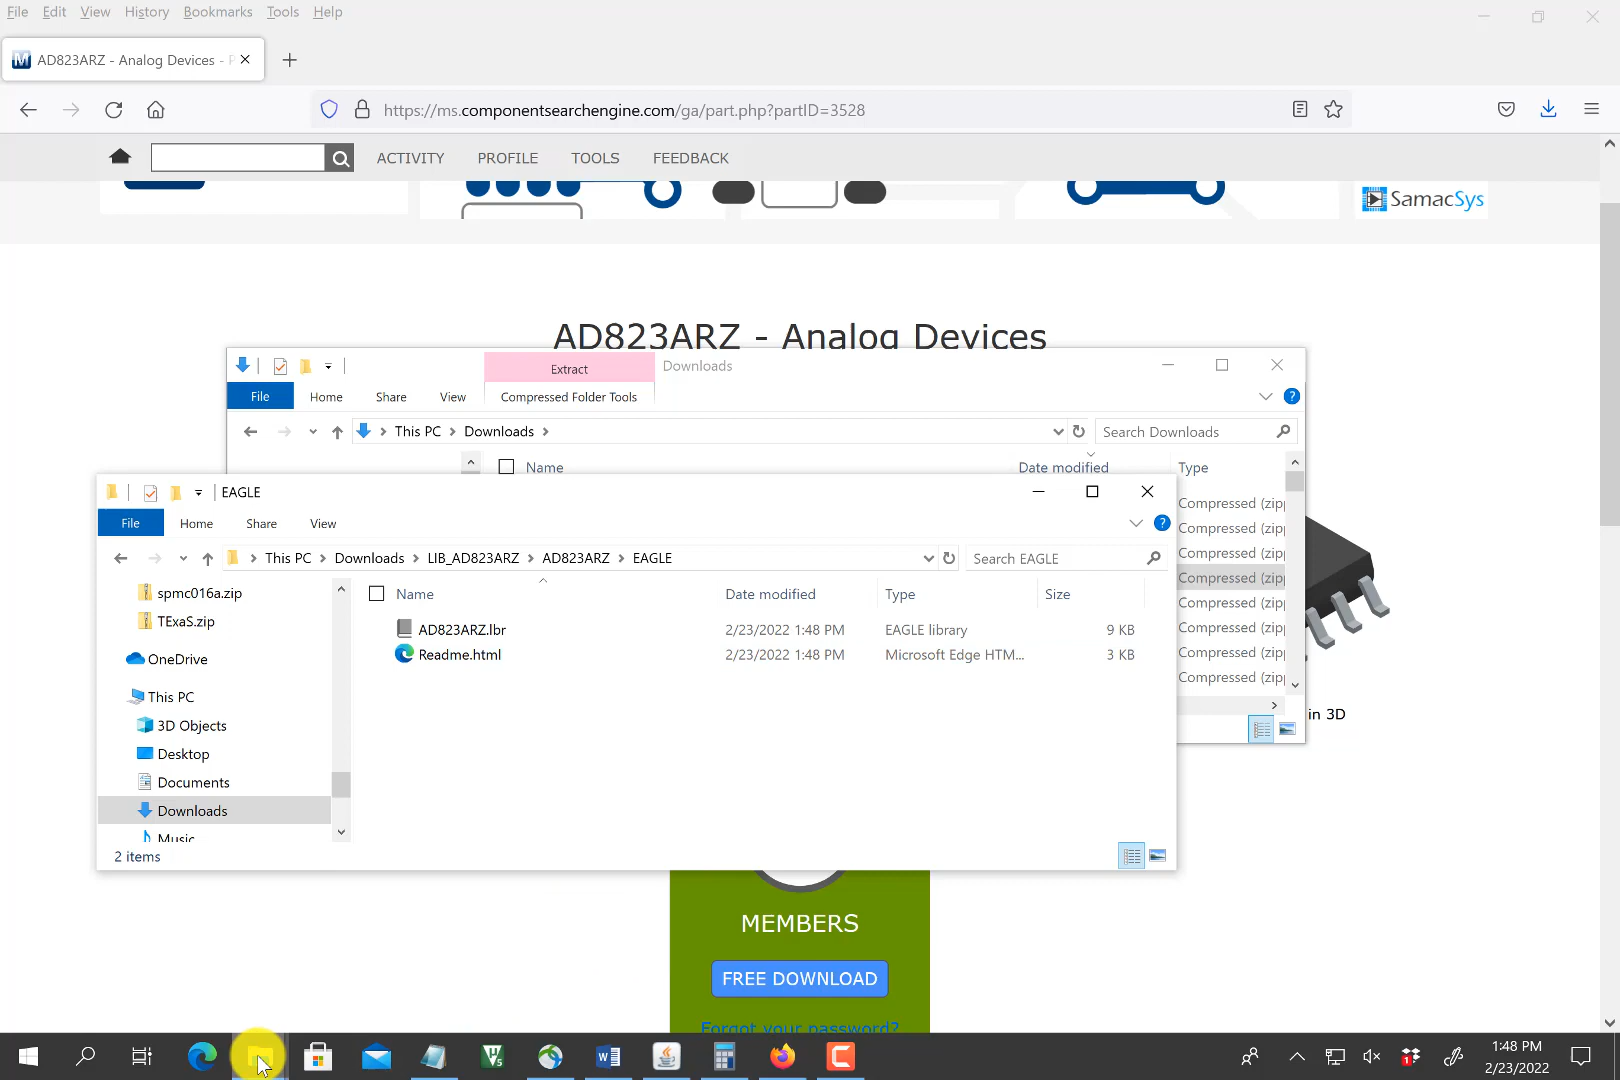 File Edit View History Bookmarks Tools Help
AD823ARZ - Analog Devices - P
https://ms.componentsearchengine.com/ga/part.php?partID=3528
ACTIVITY PROFILE TOOLS FEEDBACK
SamacSys
AD823ARZ - Analog Devices
Extract Downloads
File Home Share View Compressed Folder Tools
This PC Downloads Search Downloads
Name Date modified Type
EAGLE
Compressed (zip
File Home Share View
Compressed (zip
This PC Downloads LIB_AD823ARZ AD823ARZ EAGLE Search EAGLE
Compressed (zip
Compressed (zip
spmc016a.zip Name Date modified Type Size
Compressed (zip
TExaS.zip AD823ARZ.lbr 2/23/2022 1:48 PM EAGLE library 9 KB
Compressed (zip
OneDrive Readme.html 2/23/2022 1:48 PM Microsoft Edge HTM... 3 KB
Compressed (zip
Compressed (zip
This PC
3D Objects
in 3D
Desktop
Documents
Downloads
Music
2 items
MEMBERS
FREE DOWNLOAD
Forgot your password?
1:48 PM
2/23/2022